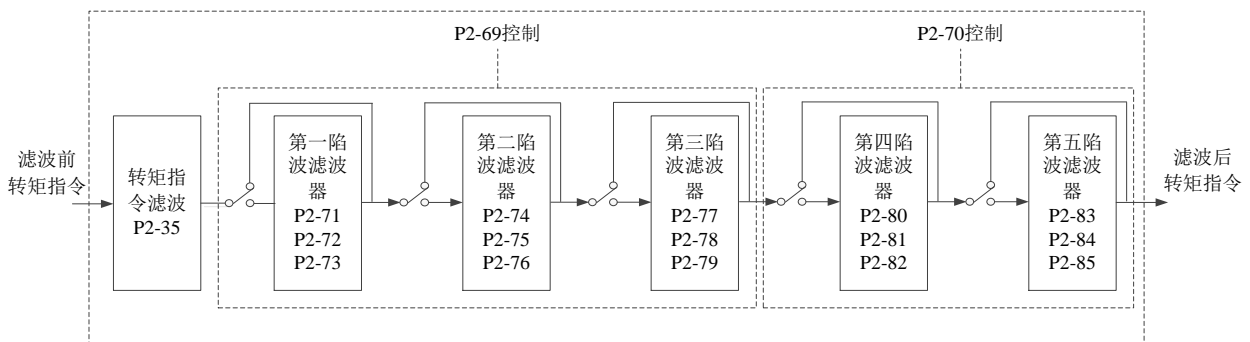 P2-69控制
P2-70控制
滤波前
转矩指令
转矩指
令滤波
P2-35
第一陷
波滤波
器
P2-71
P2-72
P2-73
第二陷
波滤波
器
P2-74
P2-75
P2-76
第三陷
波滤波
器
P2-77
P2-78
P2-79
第四陷
波滤波
器
P2-80
P2-81
P2-82
第五陷
波滤波
器
P2-83
P2-84
P2-85
滤波后
转矩指令